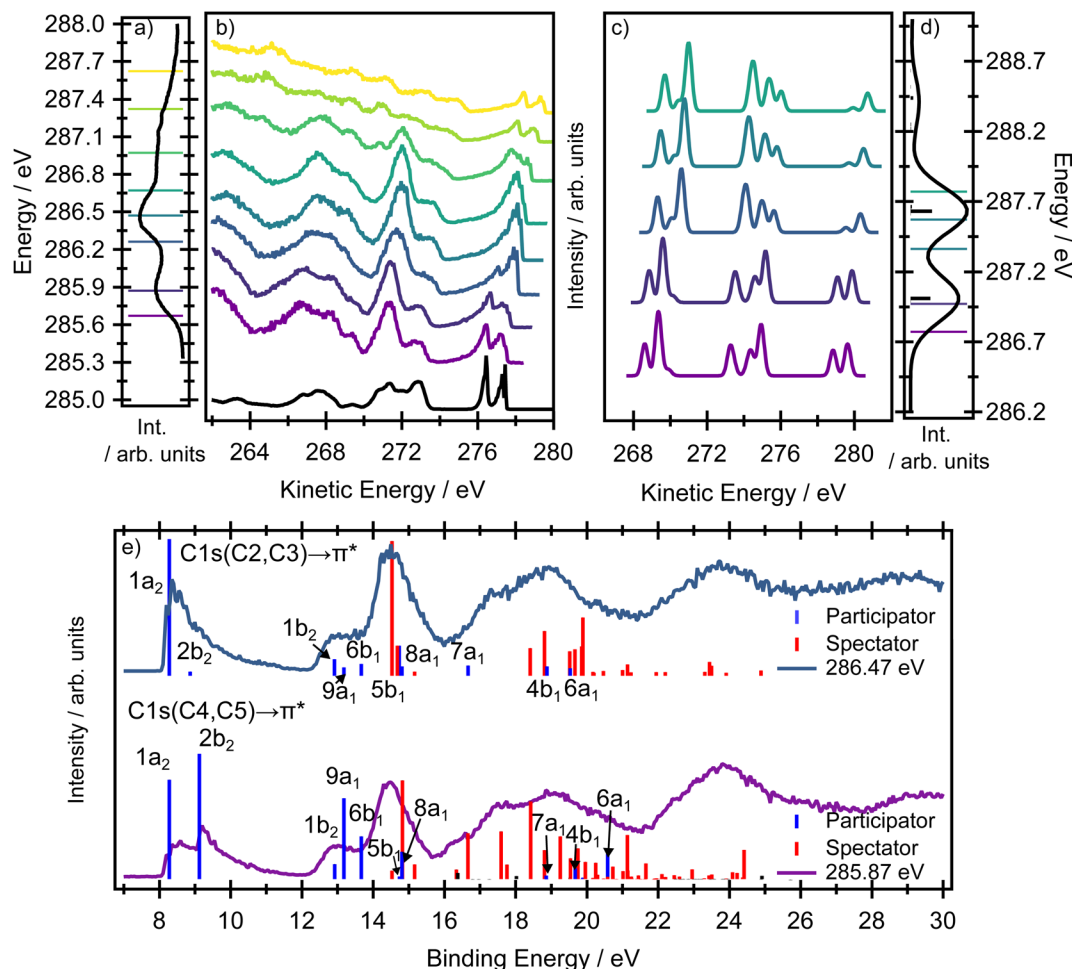 a)
288.0
287.7
287.4
287.1
286.8
286.5
286.2
285.9
285.6
285.3
285.0
Energy / eV
Int.
/ arb. units
b)
264
268
272
276
280
Kinetic Energy / eV
Intensity / arb. units
c)
268
272
276
280
Kinetic Energy / eV
d)
288.7
288.2
287.7
287.2
286.7
286.2
Energy / eV
Int.
/ arb. units
e)
C1s(C2,C3)→π*
1a₂
2b₂
1b₂
9a₁
6b₁
5b₁
8a₁
7a₁
4b₁
6a₁
Participator
Spectator
286.47 eV
C1s(C4,C5)→π*
1a₂
2b₂
1b₂
9a₁
6b₁
5b₁
8a₁
7a₁
4b₁
6a₁
Participator
Spectator
285.87 eV
Intensity / arb. units
8
10
12
14
16
18
20
22
24
26
28
30
Binding Energy / eV